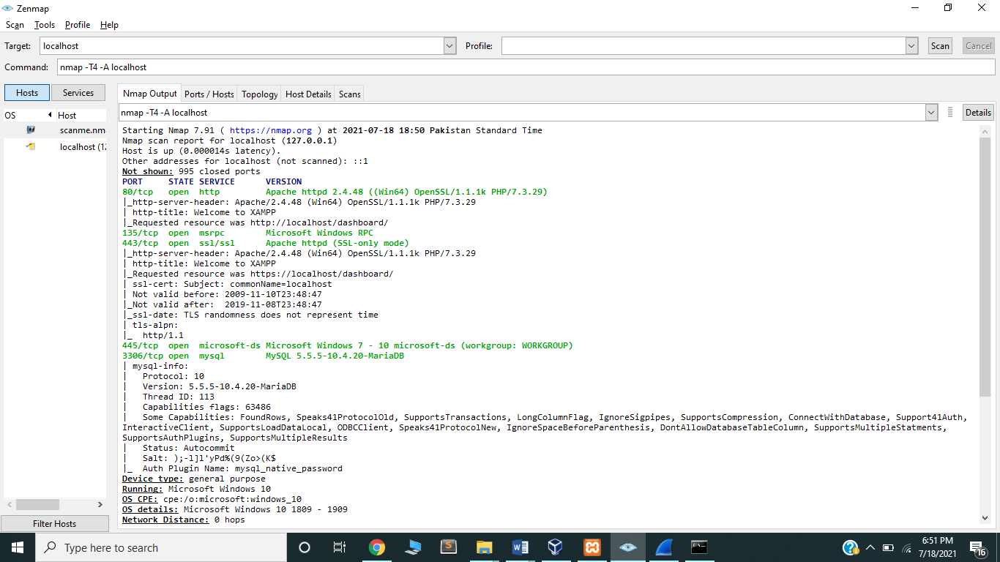 Zenmap
Scan Tools Profile Help
Target: localhost Profile: Scan Cancel
Command: nmap -T4 -A localhost
Hosts Services
OS Host
scanme.nm
localhost (12
Filter Hosts
Nmap Output Ports / Hosts Topology Host Details Scans
nmap -T4 -A localhost Details
Starting Nmap 7.91 ( https://nmap.org ) at 2021-07-18 18:50 Pakistan Standard Time
Nmap scan report for localhost (127.0.0.1)
Host is up (0.000014s latency).
Other addresses for localhost (not scanned): ::1
Not shown: 995 closed ports
PORT     STATE SERVICE      VERSION
80/tcp   open  http         Apache httpd 2.4.48 ((Win64) OpenSSL/1.1.1k PHP/7.3.29)
|_http-server-header: Apache/2.4.48 (Win64) OpenSSL/1.1.1k PHP/7.3.29
| http-title: Welcome to XAMPP
|_Requested resource was http://localhost/dashboard/
135/tcp  open  msrpc        Microsoft Windows RPC
443/tcp  open  ssl/ssl      Apache httpd (SSL-only mode)
|_http-server-header: Apache/2.4.48 (Win64) OpenSSL/1.1.1k PHP/7.3.29
| http-title: Welcome to XAMPP
|_Requested resource was https://localhost/dashboard/
| ssl-cert: Subject: commonName=localhost
| Not valid before: 2009-11-10T23:48:47
|_Not valid after:  2019-11-08T23:48:47
|_ssl-date: TLS randomness does not represent time
| tls-alpn:
|_  http/1.1
445/tcp  open  microsoft-ds Microsoft Windows 7 - 10 microsoft-ds (workgroup: WORKGROUP)
3306/tcp open  mysql        MySQL 5.5.5-10.4.20-MariaDB
| mysql-info:
|   Protocol: 10
|   Version: 5.5.5-10.4.20-MariaDB
|   Thread ID: 113
|   Capabilities flags: 63486
|   Some Capabilities: FoundRows, Speaks41ProtocolOld, SupportsTransactions, LongColumnFlag, IgnoreSigpipes, SupportsCompression, ConnectWithDatabase, Support41Auth,
InteractiveClient, SupportsLoadDataLocal, ODBCClient, Speaks41ProtocolNew, IgnoreSpaceBeforeParenthesis, DontAllowDatabaseTableColumn, SupportsMultipleStatments,
SupportsAuthPlugins, SupportsMultipleResults
|   Status: Autocommit
|   Salt: );-l]l'yPd%(9(Zo>(K$
|_  Auth Plugin Name: mysql_native_password
Device type: general purpose
Running: Microsoft Windows 10
OS CPE: cpe:/o:microsoft:windows_10
OS details: Microsoft Windows 10 1809 - 1909
Network Distance: 0 hops
Type here to search
6:51 PM
7/18/2021
16